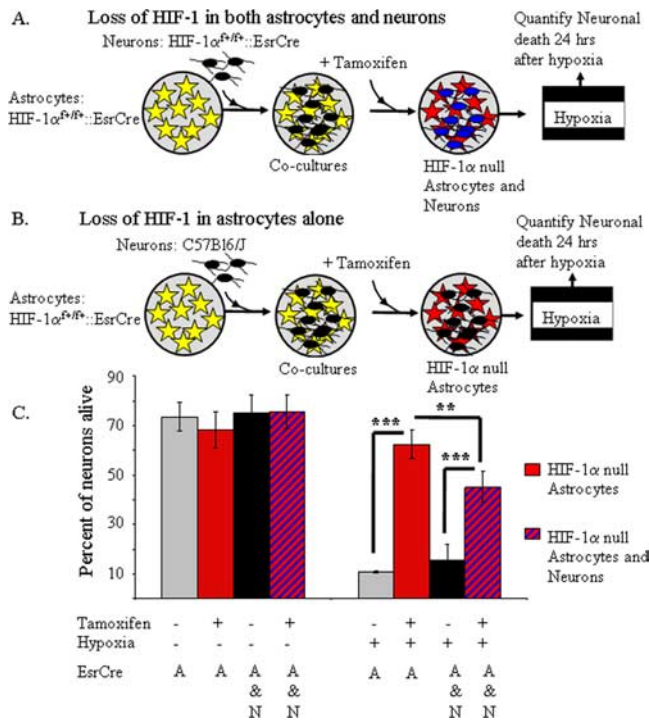 A. Loss of HIF-1 in both astrocytes and neurons
Neurons: HIF-1α^f+/f+::EsrCre
Quantify Neuronal
death 24 hrs
after hypoxia
+ Tamoxifen
Astrocytes:
HIF-1α^f+/f+::EsrCre
Hypoxia
Co-cultures
HIF-1α null
Astrocytes and
Neurons
B. Loss of HIF-1 in astrocytes alone
Neurons: C57B16/J
Quantify Neuronal
death 24 hrs
after hypoxia
+ Tamoxifen
Astrocytes:
HIF-1α^f+/f+::EsrCre
Hypoxia
Co-cultures
HIF-1α null
Astrocytes
C.
Percent of neurons alive
90
70
50
30
10
*** ** ***
HIF-1α null
Astrocytes
HIF-1α null
Astrocytes and
Neurons
Tamoxifen - + - + - + - +
Hypoxia - - - - + + + +
EsrCre A A A & N A & N A A A & N A & N